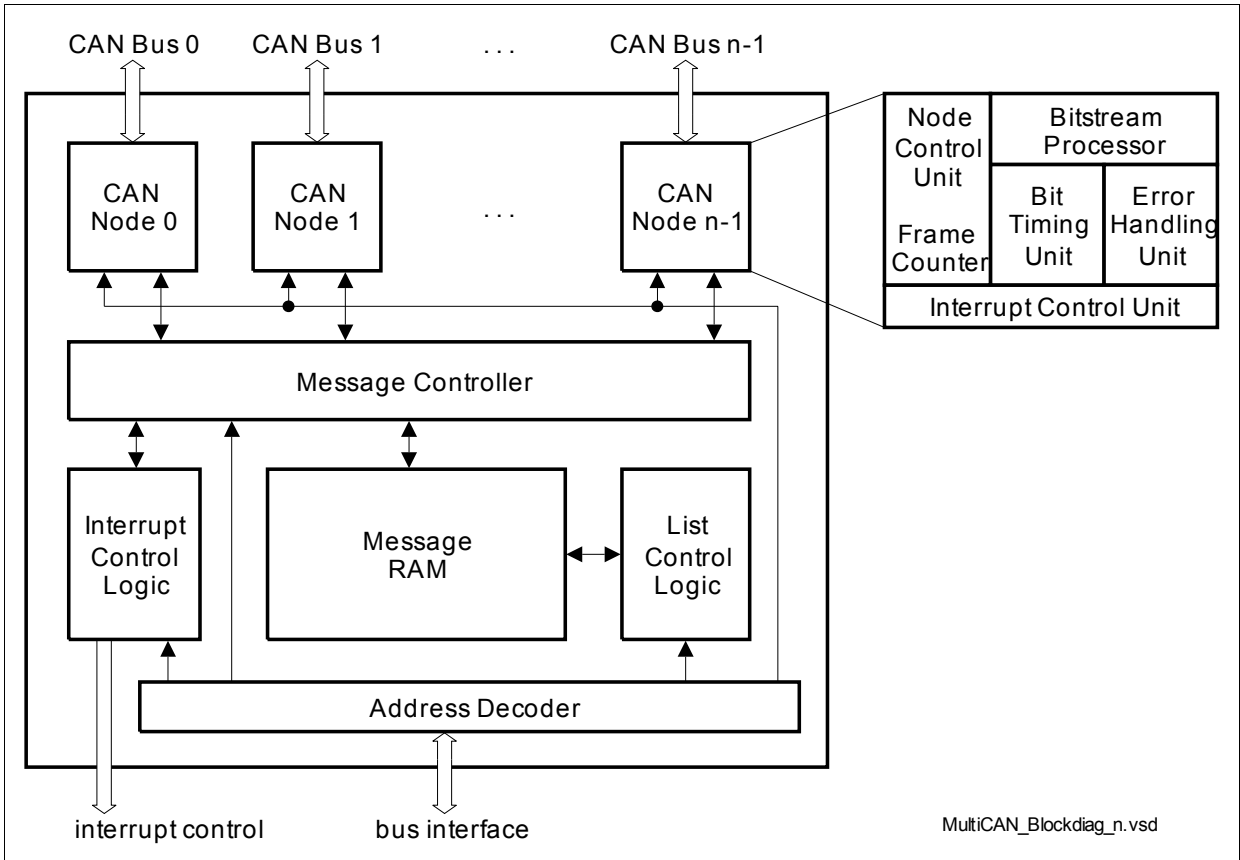 CAN Bus 0
CAN Bus 1
. . .
CAN Bus n-1
CAN
Node 0
CAN
Node 1
. . .
CAN
Node n-1
Node
Control
Unit
Frame
Counter
Bitstream
Processor
Bit
Timing
Unit
Error
Handling
Unit
Interrupt Control Unit
Message Controller
Interrupt
Control
Logic
Message
RAM
List
Control
Logic
Address Decoder
interrupt control
bus interface
MultiCAN_Blockdiag_n.vsd